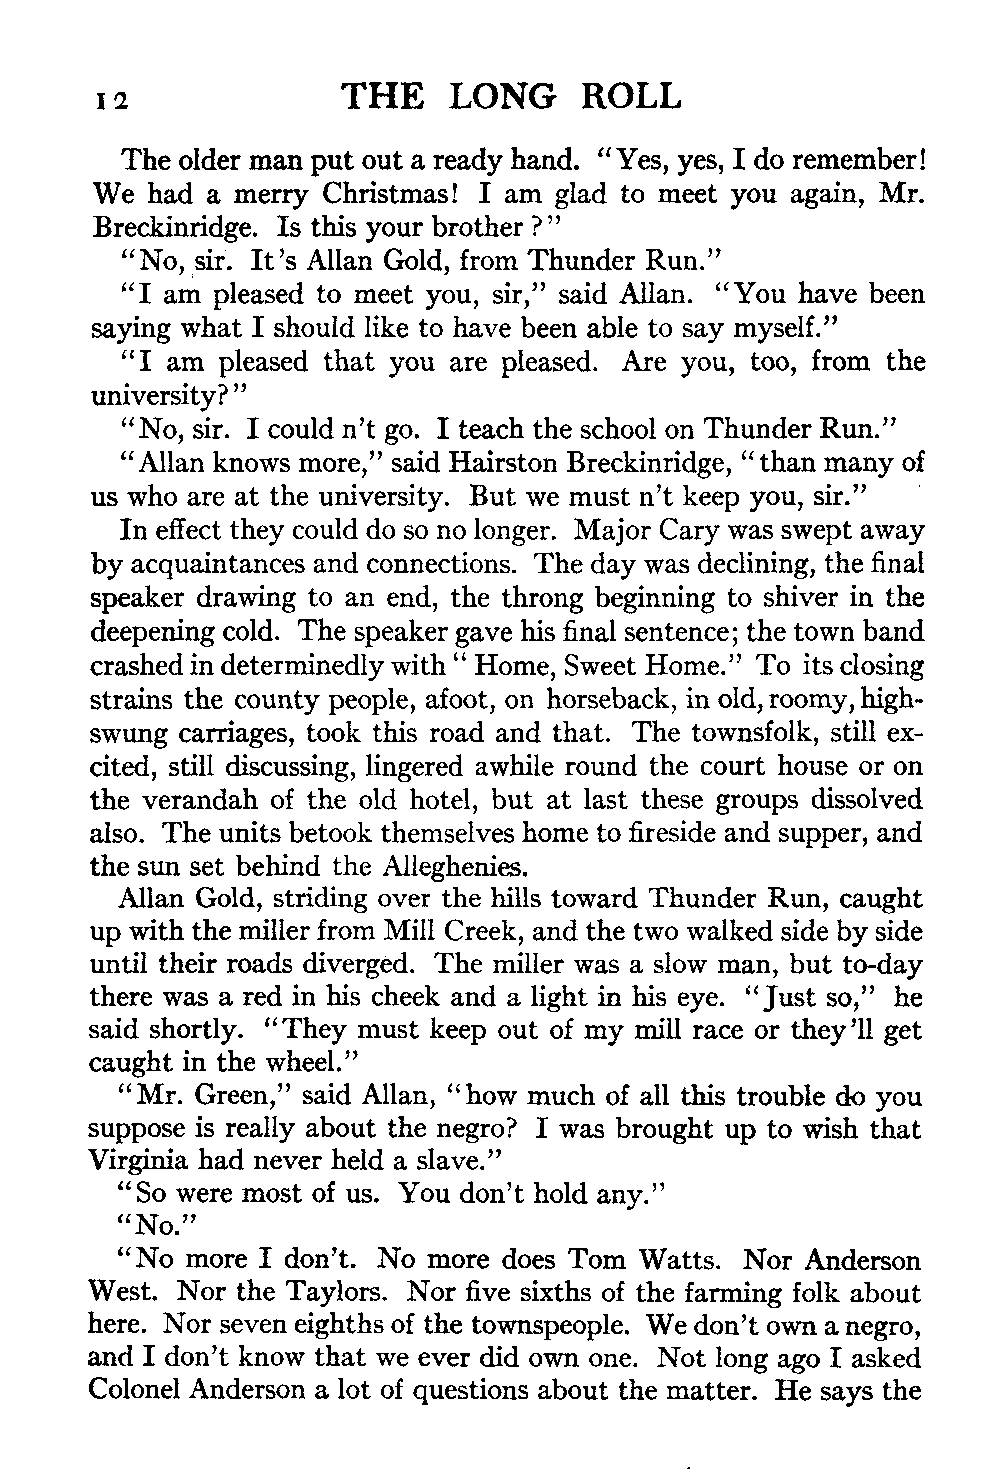 12 THE LONG ROLL
The older man put out a ready hand. "Yes, yes, I do remember!
We had a merry Christmas! I am glad to meet you again, Mr.
Breckinridge. Is this your brother?"
"No, sir. It's Allan Gold, from Thunder Run."
"I am pleased to meet you, sir," said Allan. "You have been
saying what I should like to have been able to say myself."
"I am pleased that you are pleased. Are you, too, from the
university?"
"No, sir. I could n't go. I teach the school on Thunder Run."
"Allan knows more," said Hairston Breckinridge, "than many of
us who are at the university. But we must n't keep you, sir."
In effect they could do so no longer. Major Cary was swept away
by acquaintances and connections. The day was declining, the final
speaker drawing to an end, the throng beginning to shiver in the
deepening cold. The speaker gave his final sentence; the town band
crashed in determinedly with "Home, Sweet Home." To its closing
strains the county people, afoot, on horseback, in old, roomy, high-
swung carriages, took this road and that. The townsfolk, still ex-
cited, still discussing, lingered awhile round the court house or on
the verandah of the old hotel, but at last these groups dissolved
also. The units betook themselves home to fireside and supper, and
the sun set behind the Alleghenies.
Allan Gold, striding over the hills toward Thunder Run, caught
up with the miller from Mill Creek, and the two walked side by side
until their roads diverged. The miller was a slow man, but to-day
there was a red in his cheek and a light in his eye. "Just so," he
said shortly. "They must keep out of my mill race or they 'll get
caught in the wheel."
"Mr. Green," said Allan, "how much of all this trouble do you
suppose is really about the negro? I was brought up to wish that
Virginia had never held a slave."
"So were most of us. You don't hold any."
"No."
"No more I don't. No more does Tom Watts. Nor Anderson
West. Nor the Taylors. Nor five sixths of the farming folk about
here. Nor seven eighths of the townspeople. We don't own a negro,
and I don't know that we ever did own one. Not long ago I asked
Colonel Anderson a lot of questions about the matter. He says the